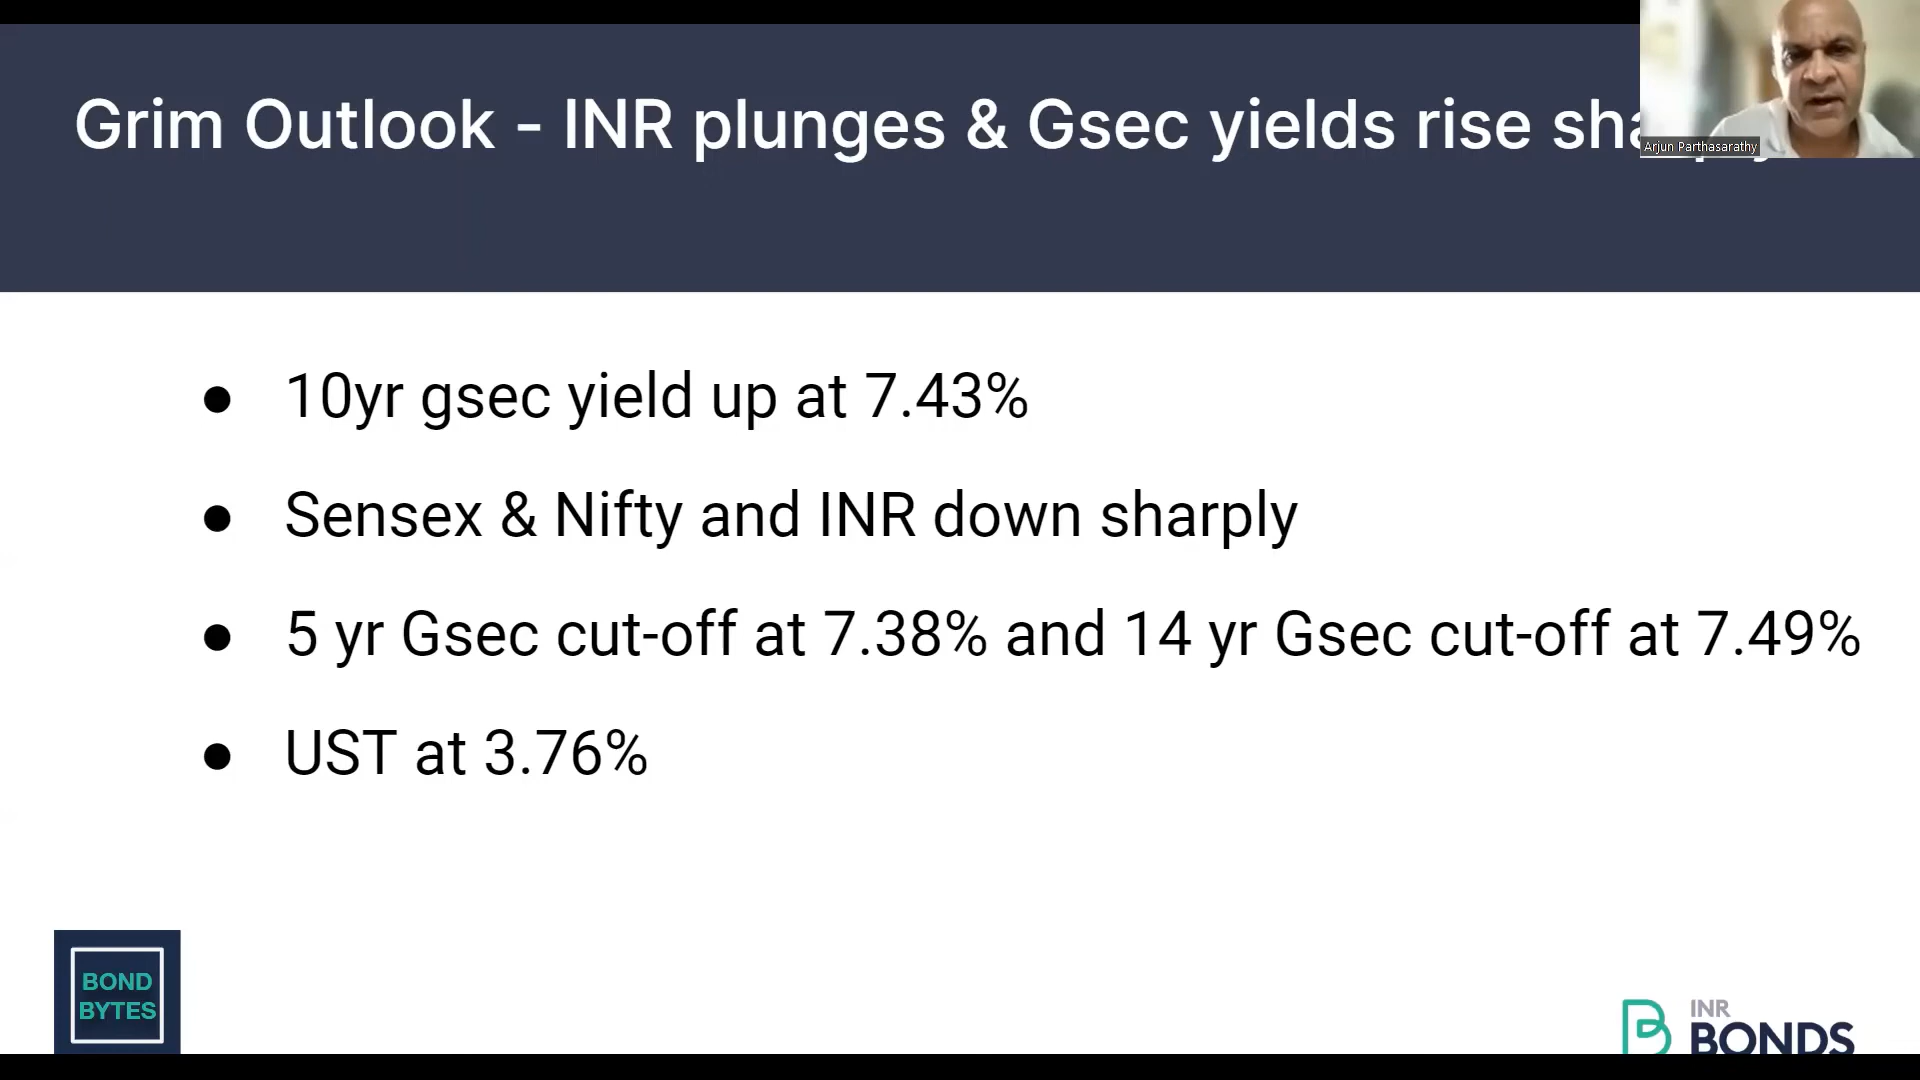 Grim Outlook - INR plunges & Gsec yields rise
Arjun Parthasarathy
● 10yr gsec yield up at 7.43%
● Sensex & Nifty and INR down sharply
● 5 yr Gsec cut-off at 7.38% and 14 yr Gsec cut-off at 7.49%
● UST at 3.76%
BOND
BYTES
INR
BONDS